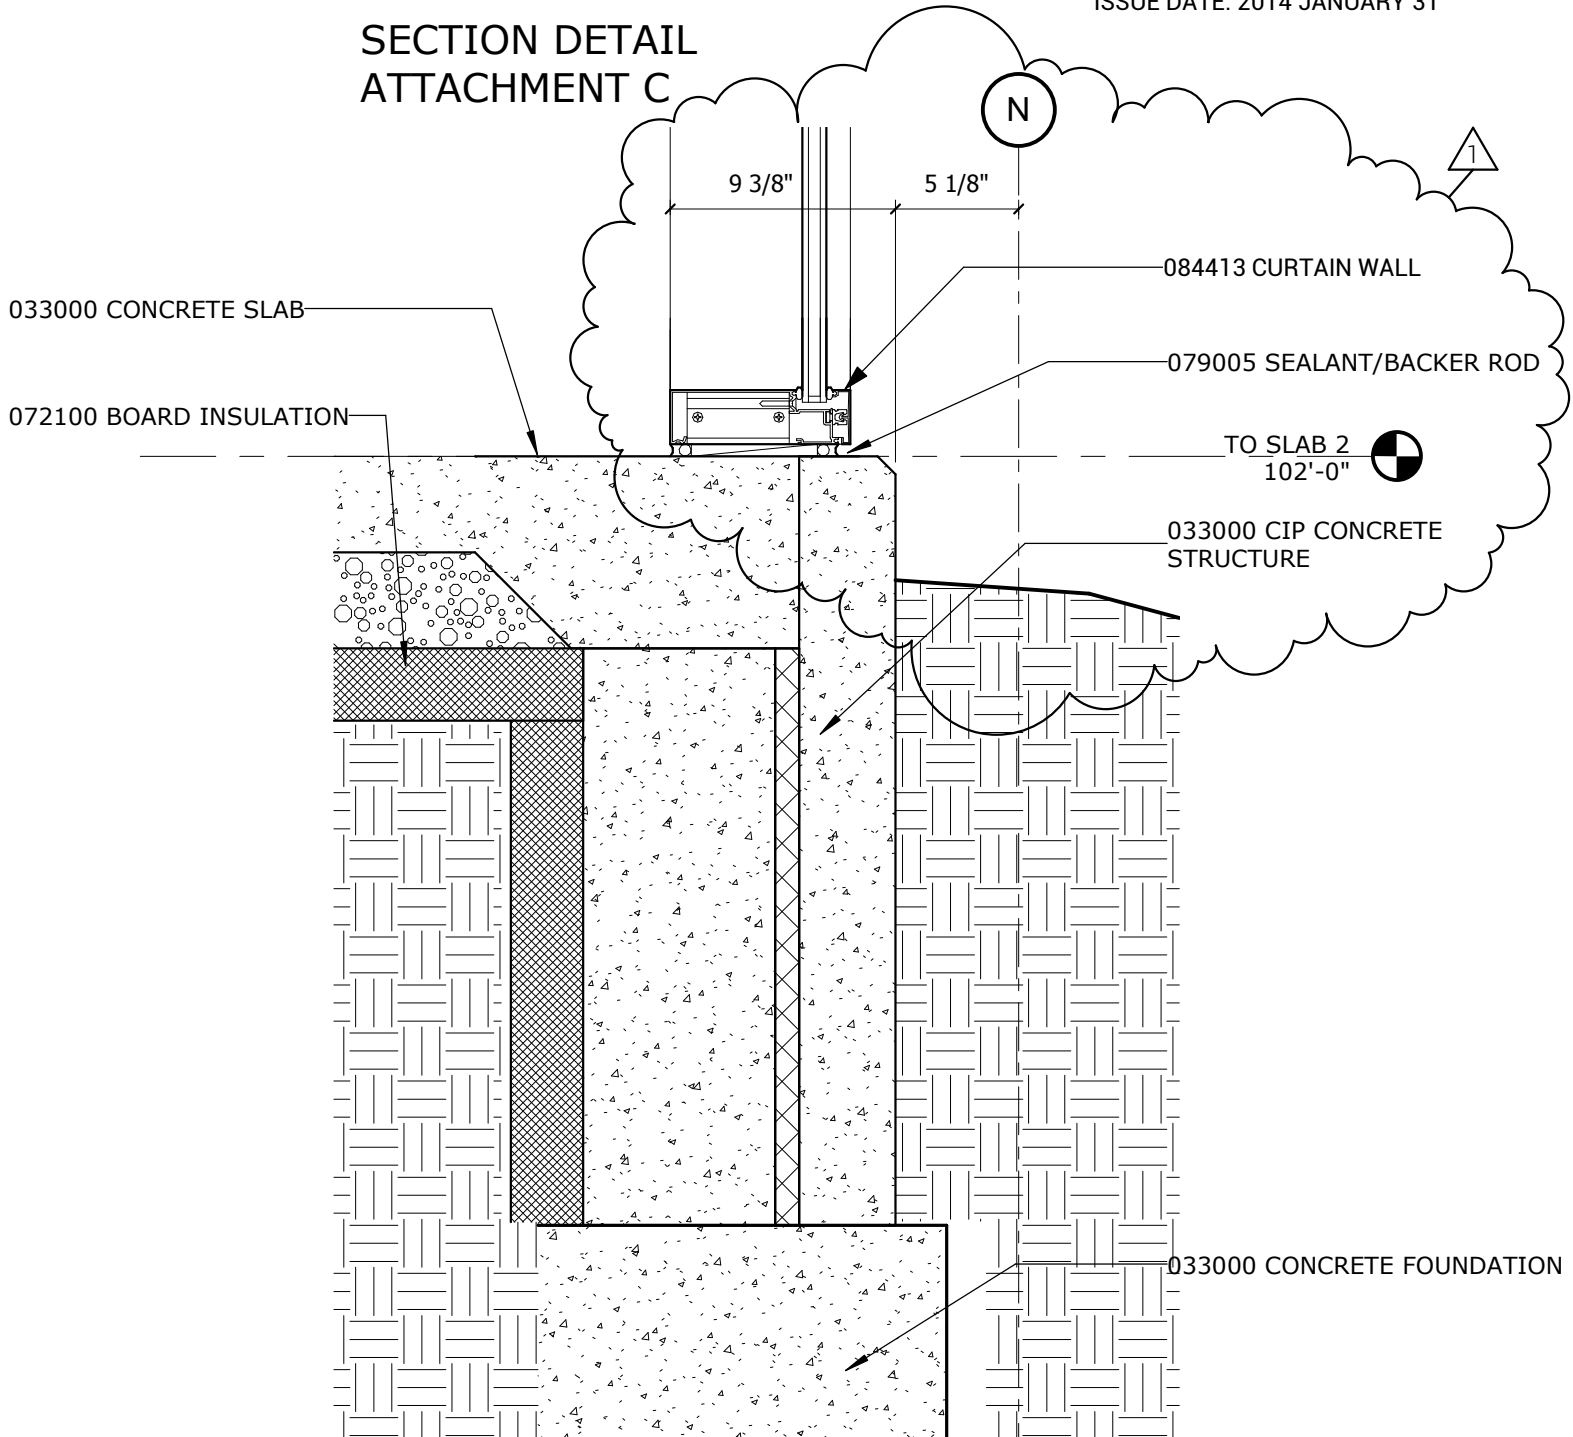 ISSUE DATE: 2014 JANUARY 31
SECTION DETAIL
ATTACHMENT C
N
1
9 3/8"
5 1/8"
084413 CURTAIN WALL
033000 CONCRETE SLAB
079005 SEALANT/BACKER ROD
072100 BOARD INSULATION
TO SLAB 2
102'-0"
033000 CIP CONCRETE
STRUCTURE
033000 CONCRETE FOUNDATION